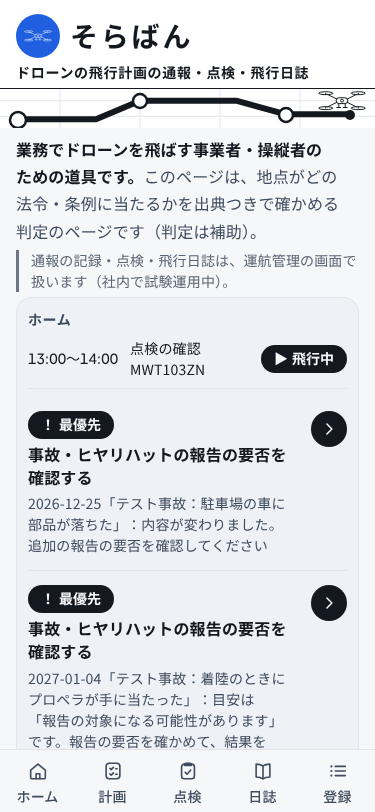 そらばん
ドローンの飛行計画の通報・点検・飛行日誌
業務でドローンを飛ばす事業者・操縦者の
ための道具です。このページは、地点がどの
法令・条例に当たるかを出典つきで確かめる
判定のページです（判定は補助）。
通報の記録・点検・飛行日誌は、運航管理の画面で
扱います（社内で試験運用中）。
ホーム
13:00〜14:00 点検の確認 ▶ 飛行中
MWT103ZN
！ 最優先
事故・ヒヤリハットの報告の要否を
確認する
2026-12-25「テスト事故：駐車場の車に
部品が落ちた」：内容が変わりました。
追加の報告の要否を確認してください
！ 最優先
事故・ヒヤリハットの報告の要否を
確認する
2027-01-04「テスト事故：着陸のときに
プロペラが手に当たった」：目安は
「報告の対象になる可能性があります」
です。報告の要否を確かめて、結果を
ホーム 計画 点検 日誌 登録